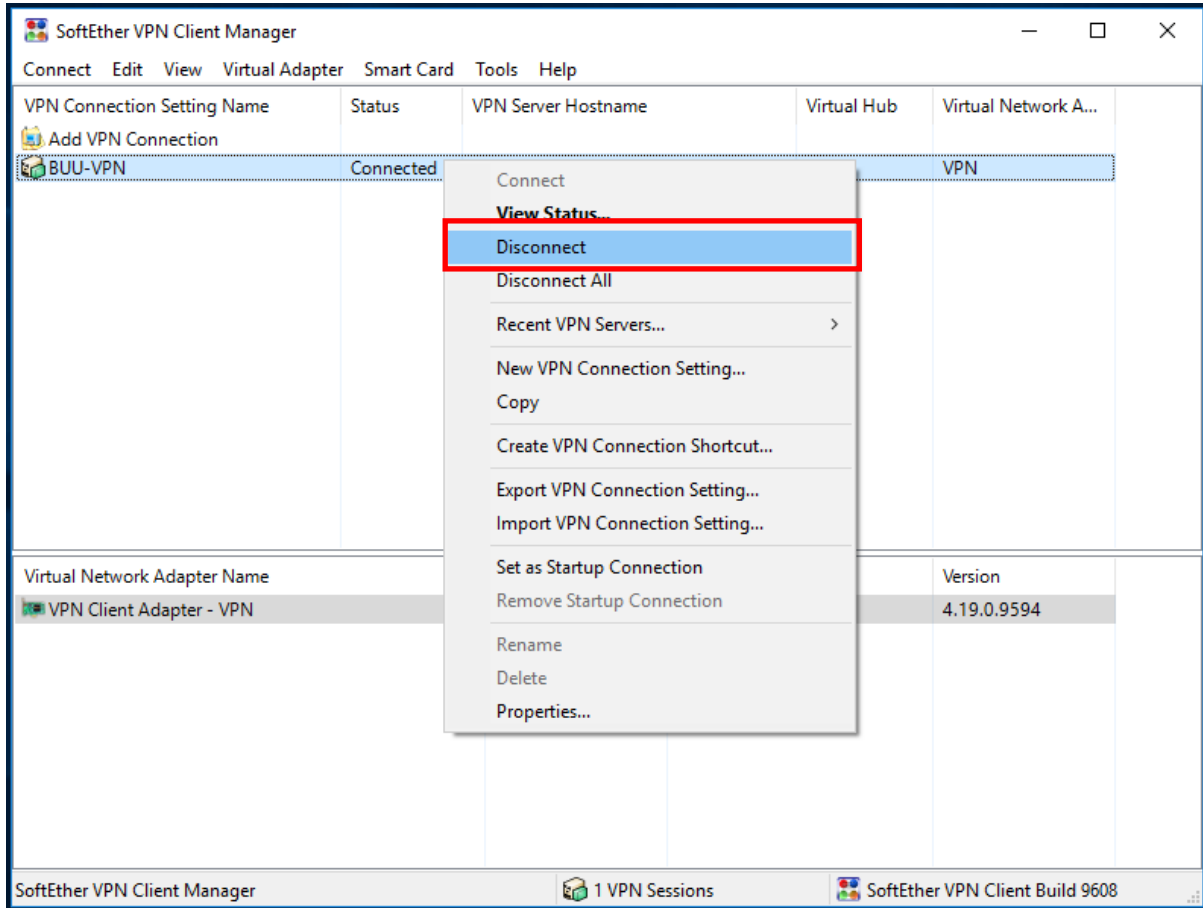 SoftEther VPN Client Manager
Connect Edit View Virtual Adapter Smart Card Tools Help
VPN Connection Setting Name Status VPN Server Hostname Virtual Hub Virtual Network A...
Add VPN Connection
BUU-VPN Connected VPN
Connect
View Status...
Disconnect
Disconnect All
Recent VPN Servers...
New VPN Connection Setting...
Copy
Create VPN Connection Shortcut...
Export VPN Connection Setting...
Import VPN Connection Setting...
Set as Startup Connection
Remove Startup Connection
Rename
Delete
Properties...
Virtual Network Adapter Name Version
VPN Client Adapter - VPN 4.19.0.9594
SoftEther VPN Client Manager 1 VPN Sessions SoftEther VPN Client Build 9608